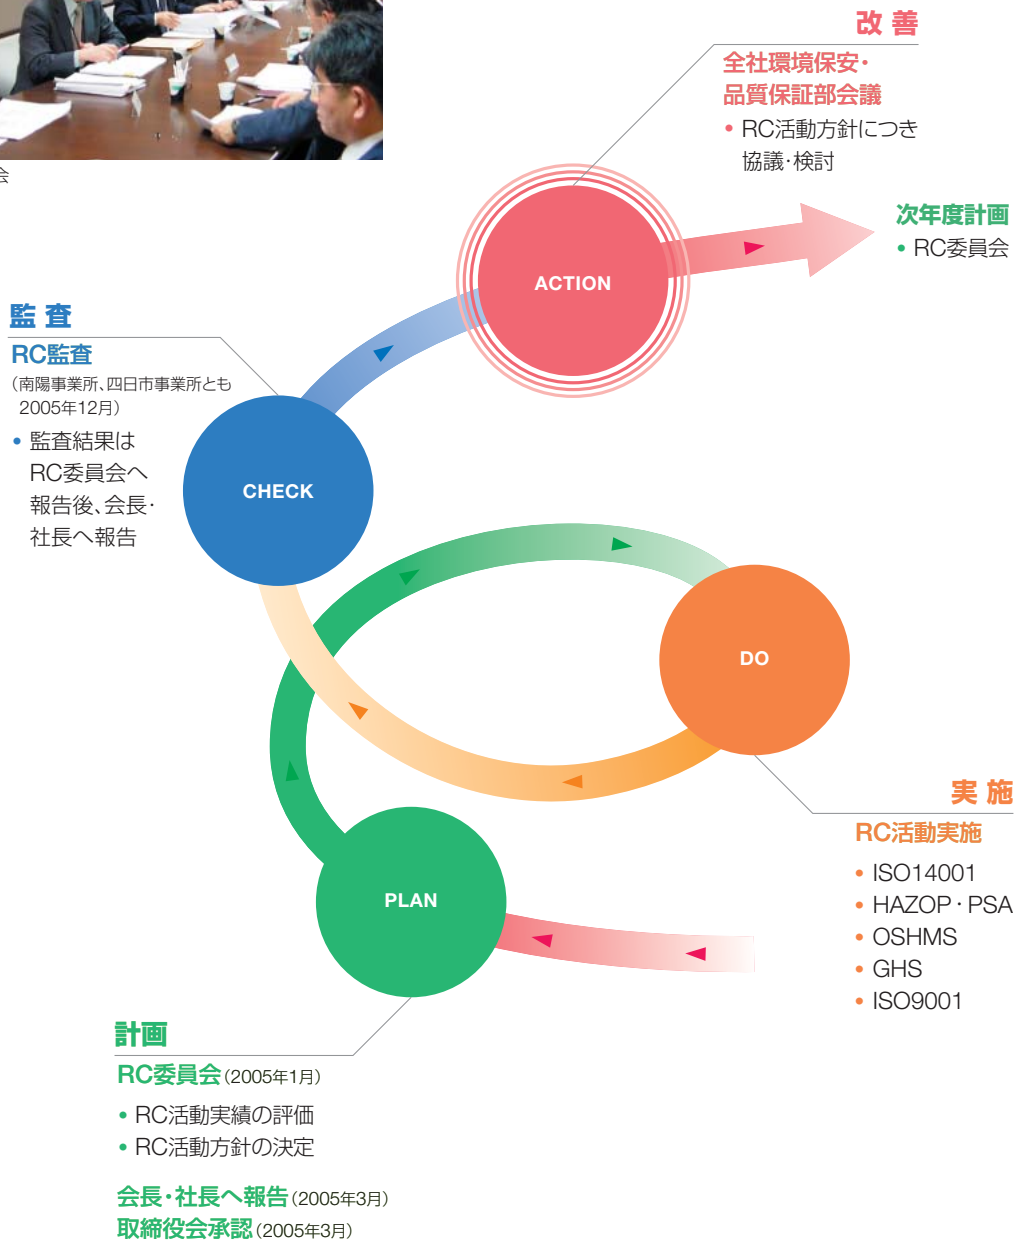 会
改善
全社環境保安・
品質保証部会議
• RC活動方針につき
協議・検討
次年度計画
• RC委員会
ACTION
監査
RC監査
（南陽事業所、四日市事業所とも
2005年12月）
• 監査結果は
RC委員会へ
報告後、会長・
社長へ報告
CHECK
DO
実施
RC活動実施
• ISO14001
• HAZOP・PSA
• OSHMS
• GHS
• ISO9001
PLAN
計画
RC委員会（2005年1月）
• RC活動実績の評価
• RC活動方針の決定
会長・社長へ報告（2005年3月）
取締役会承認（2005年3月）